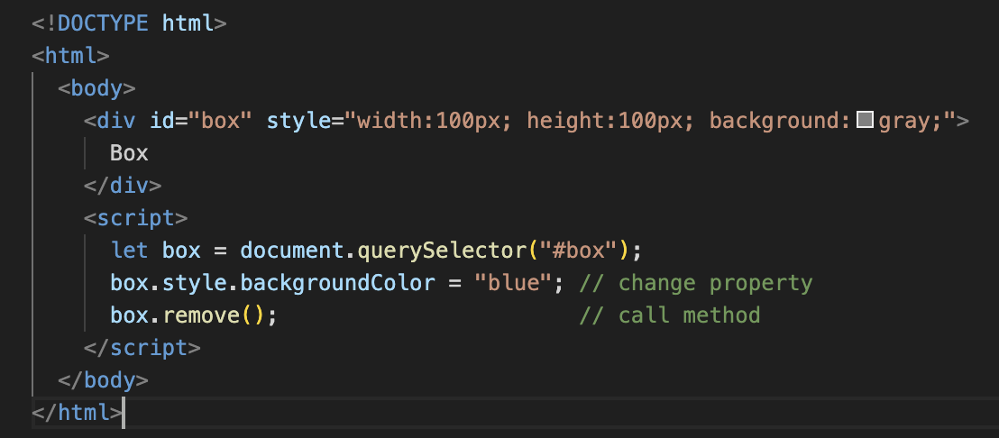 <!DOCTYPE html>
<html>
  <body>
    <div id="box" style="width:100px; height:100px; background:gray;">
      Box
    </div>
    <script>
      let box = document.querySelector("#box");
      box.style.backgroundColor = "blue"; // change property
      box.remove();                       // call method
    </script>
  </body>
</html>